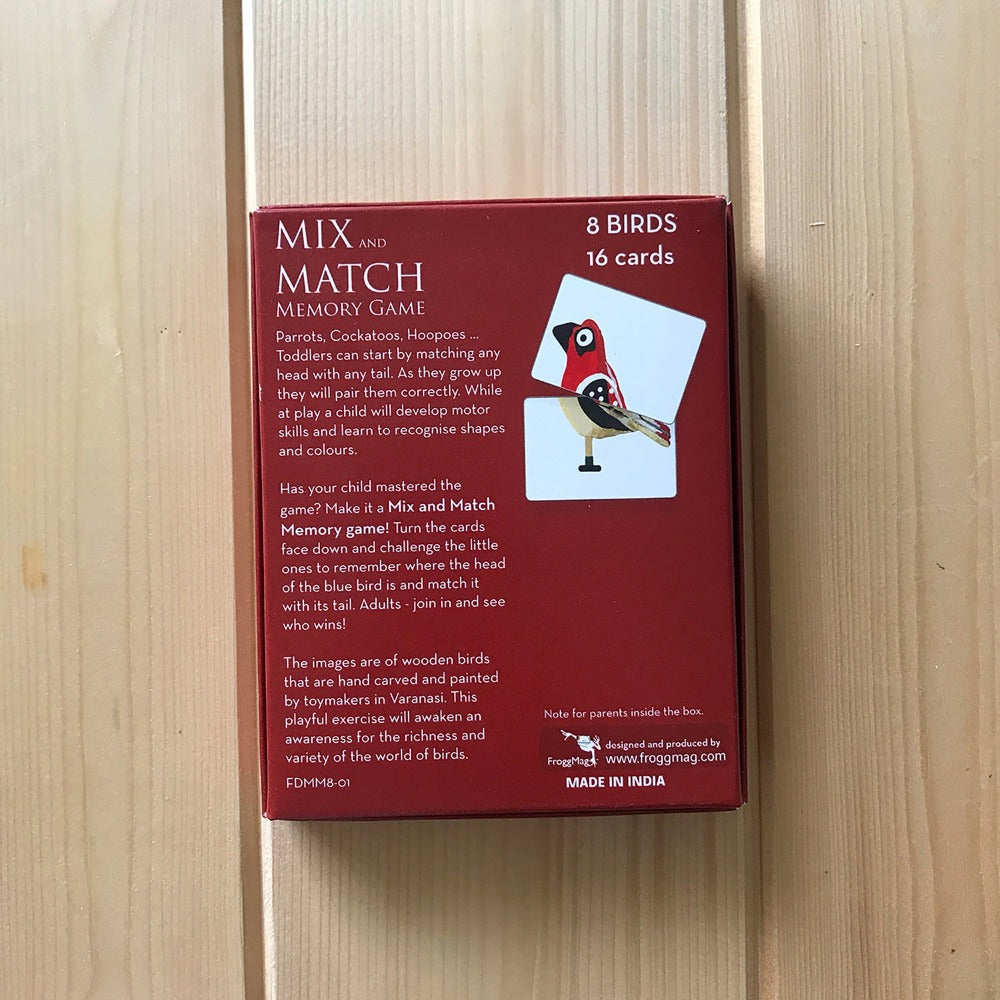 MIX AND
MATCH
MEMORY GAME
Parrots, Cockatoos, Hoopoes ...
Toddlers can start by matching any
head with any tail. As they grow up
they will pair them correctly. While
at play a child will develop motor
skills and learn to recognise shapes
and colours.
Has your child mastered the
game? Make it a Mix and Match
Memory game! Turn the cards
face down and challenge the little
ones to remember where the head
of the blue bird is and match it
with its tail. Adults - join in and see
who wins!
The images are of wooden birds
that are hand carved and painted
by toymakers in Varanasi. This
playful exercise will awaken an
awareness for the richness and
variety of the world of birds.
FDMM8-01
8 BIRDS
16 cards
Note for parents inside the box.
FroggMag
designed and produced by
www.froggmag.com
MADE IN INDIA